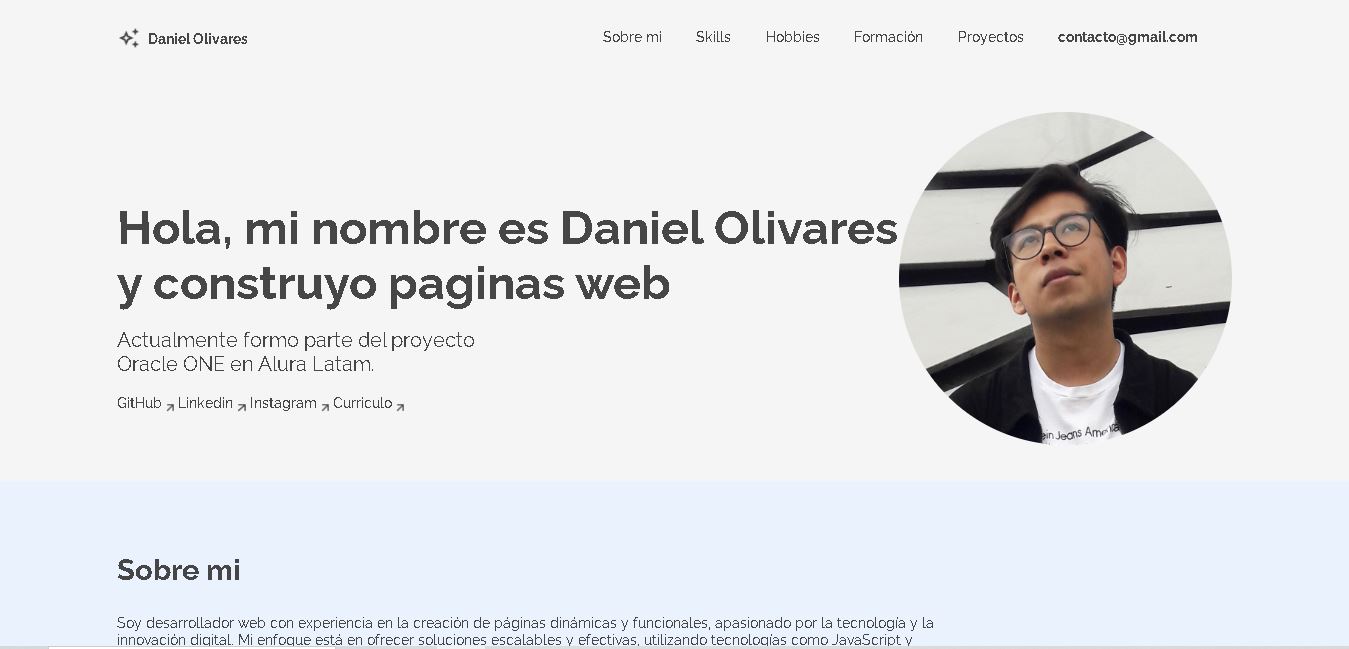 Daniel Olivares
Sobre mi Skills Hobbies Formación Proyectos contacto@gmail.com
Hola, mi nombre es Daniel Olivares
y construyo paginas web
Actualmente formo parte del proyecto
Oracle ONE en Alura Latam.
GitHub Linkedin Instagram Curriculo
ein Jeans
Sobre mi
Soy desarrollador web con experiencia en la creación de páginas dinámicas y funcionales, apasionado por la tecnología y la
innovación digital. Mi enfoque está en ofrecer soluciones escalables y efectivas, utilizando tecnologías como JavaScript y